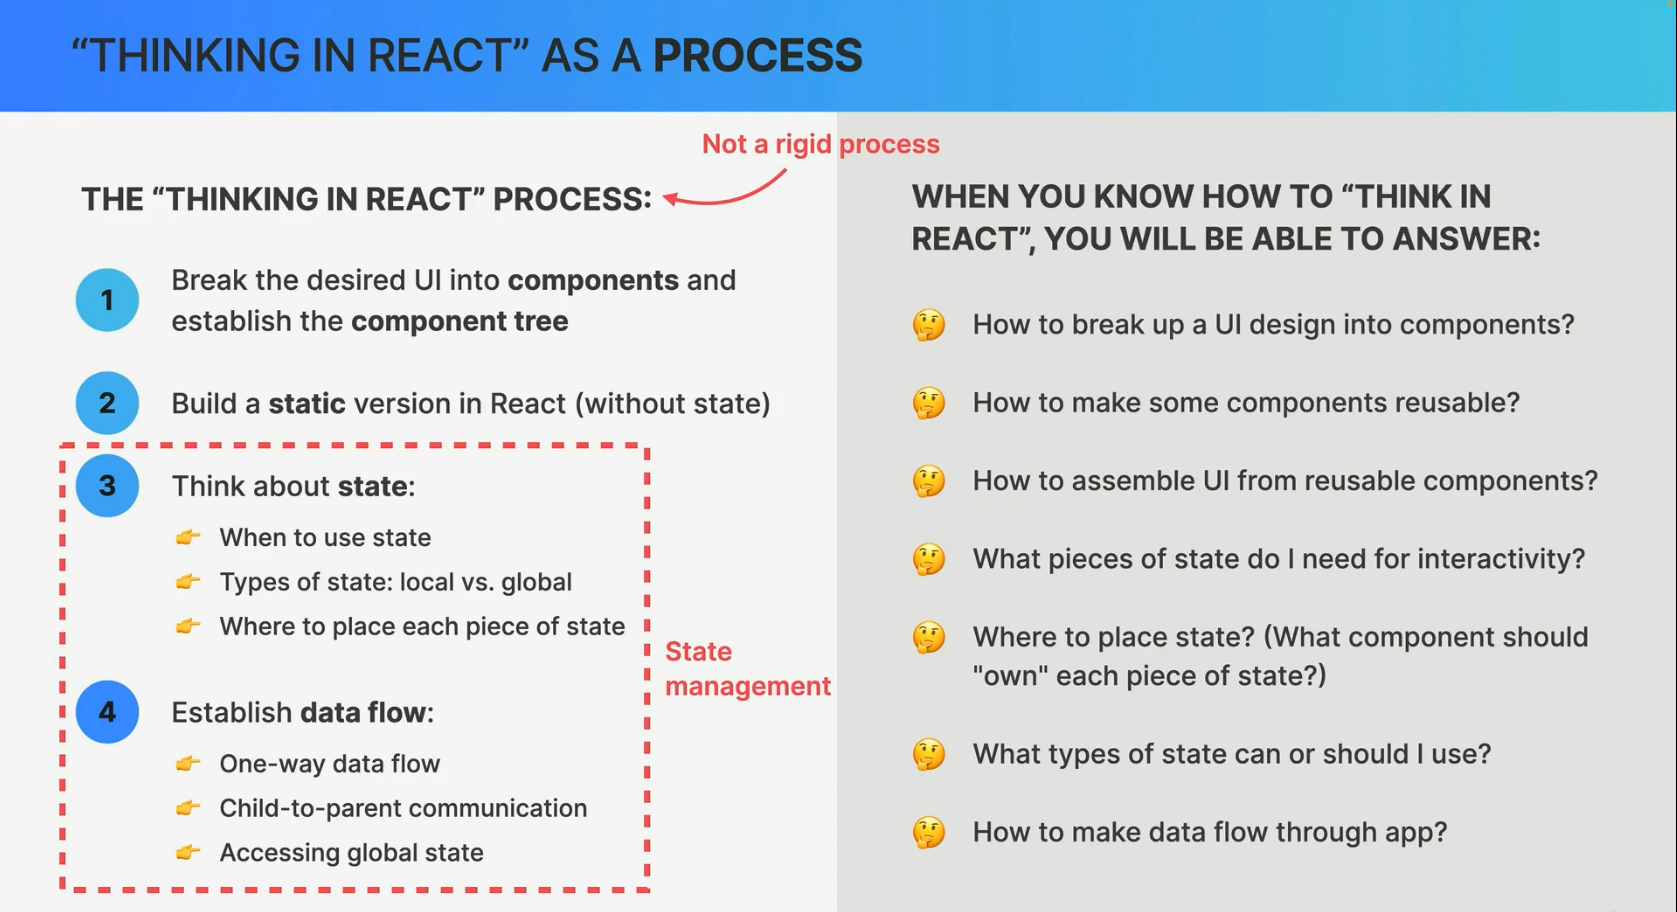 “THINKING IN REACT” AS A PROCESS
Not a rigid process
THE “THINKING IN REACT” PROCESS:
1
Break the desired UI into components and
establish the component tree
2
Build a static version in React (without state)
3
Think about state:
When to use state
Types of state: local vs. global
Where to place each piece of state
State
management
4
Establish data flow:
One-way data flow
Child-to-parent communication
Accessing global state
WHEN YOU KNOW HOW TO “THINK IN
REACT”, YOU WILL BE ABLE TO ANSWER:
How to break up a UI design into components?
How to make some components reusable?
How to assemble UI from reusable components?
What pieces of state do I need for interactivity?
Where to place state? (What component should
"own" each piece of state?)
What types of state can or should I use?
How to make data flow through app?